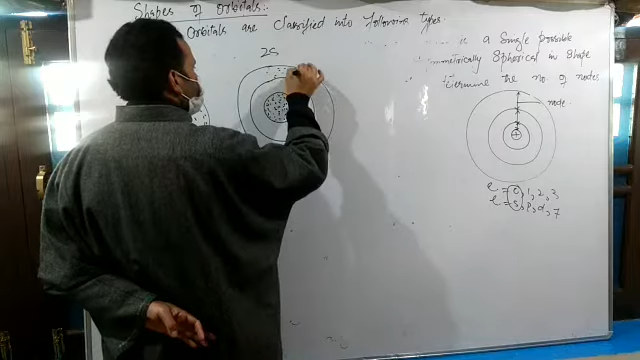 Shapes of orbitals:-
Orbitals are Classified into following types.
2S
is a Single possible
Symmetrically Spherical in Shape
the no. of nodes
node.
l = 0, 1, 2, 3
l = S, P, d, f